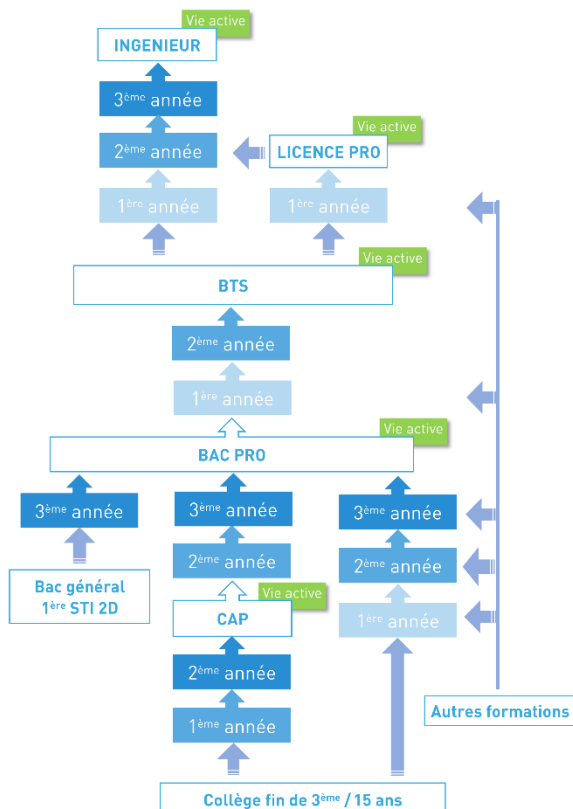 Vie active
INGENIEUR
3ème année
2ème année
1ère année
Vie active
LICENCE PRO
1ère année
Vie active
BTS
2ème année
1ère année
Vie active
BAC PRO
3ème année
3ème année
3ème année
2ème année
2ème année
Bac général
1ère STI 2D
Vie active
CAP
1ère année
2ème année
1ème année
Autres formations
Collège fin de 3ème / 15 ans